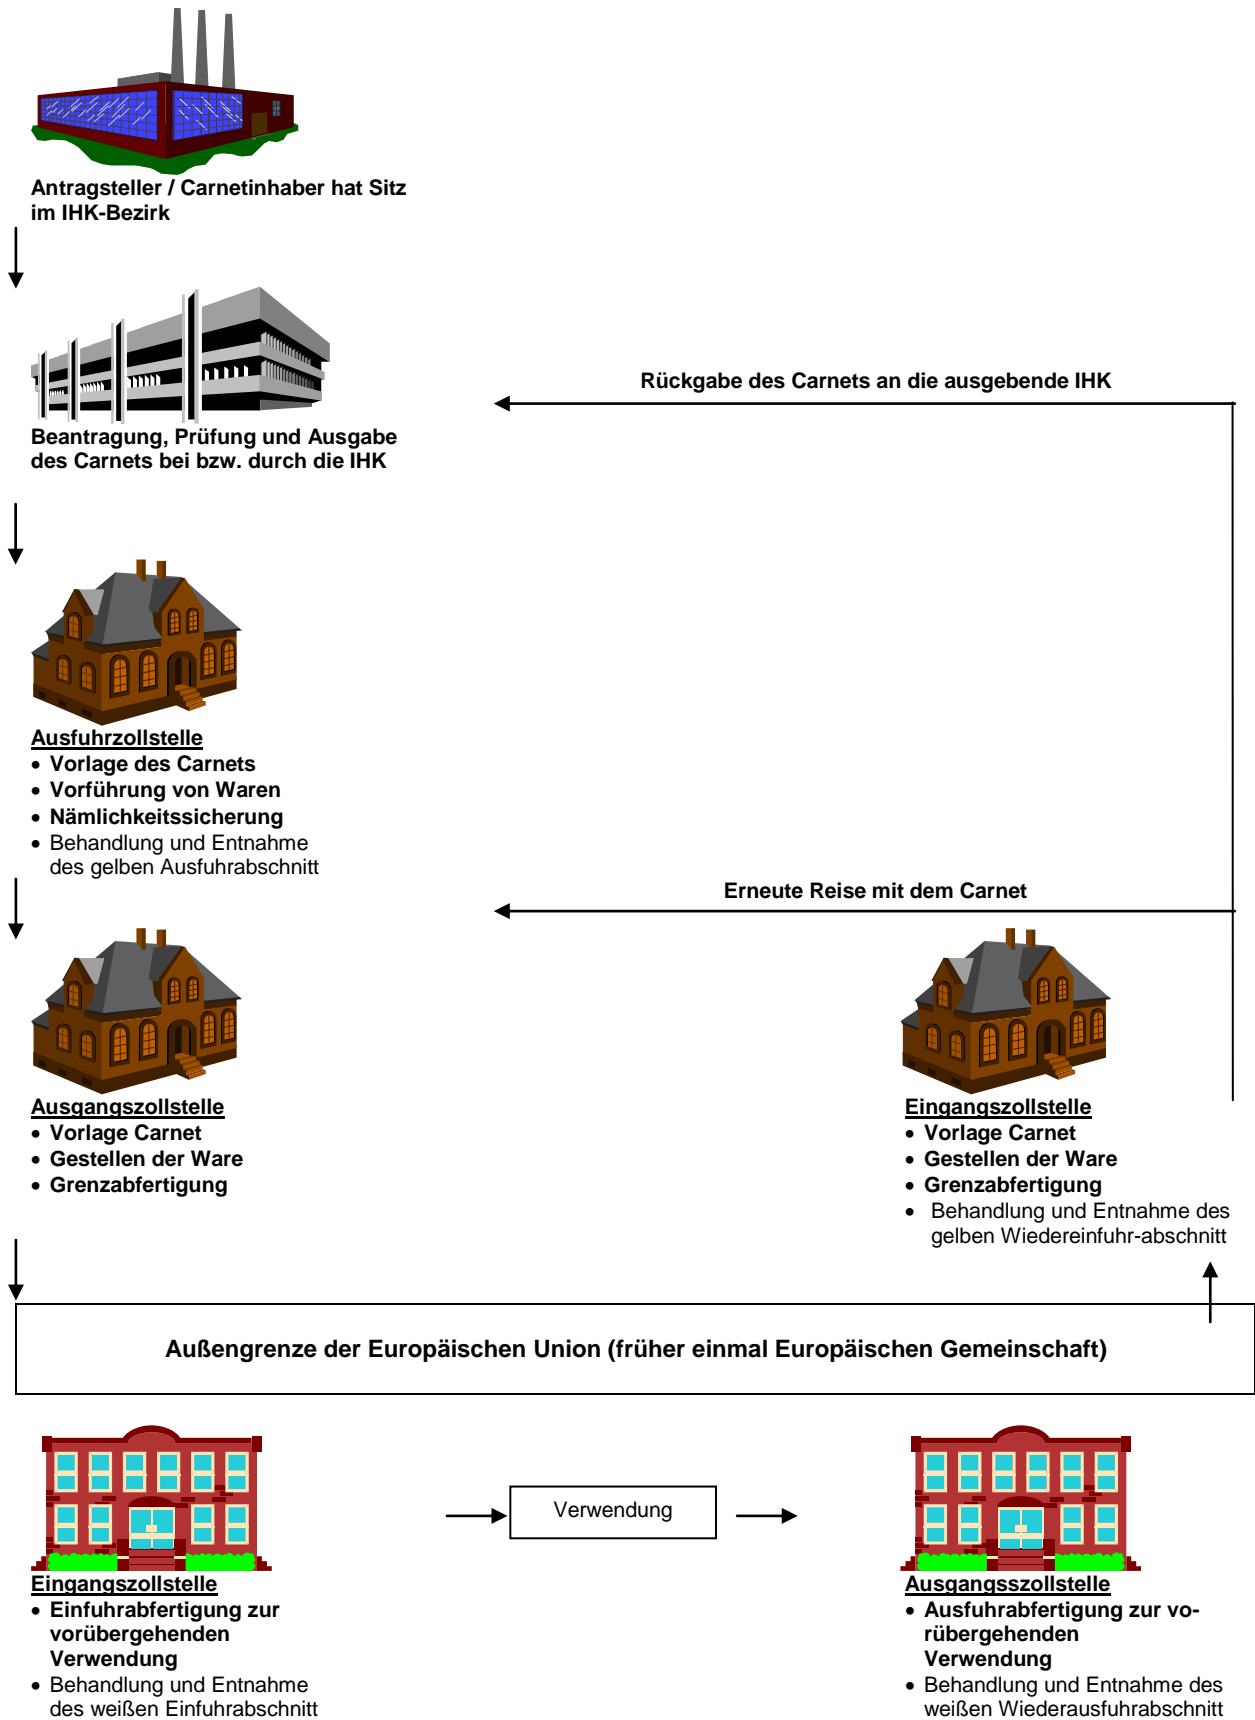 Antragsteller / Carnetinhaber hat Sitz
im IHK-Bezirk
Rückgabe des Carnets an die ausgebende IHK
Beantragung, Prüfung und Ausgabe
des Carnets bei bzw. durch die IHK
Ausfuhrzollstelle
• Vorlage des Carnets
• Vorführung von Waren
• Nämlichkeitssicherung
• Behandlung und Entnahme
des gelben Ausfuhrabschnitt
Erneute Reise mit dem Carnet
Ausgangszollstelle
• Vorlage Carnet
• Gestellen der Ware
• Grenzabfertigung
Eingangszollstelle
• Vorlage Carnet
• Gestellen der Ware
• Grenzabfertigung
• Behandlung und Entnahme des
gelben Wiedereinfuhr-abschnitt
Außengrenze der Europäischen Union (früher einmal Europäischen Gemeinschaft)
Verwendung
Eingangszollstelle
• Einfuhrabfertigung zur
vorübergehenden
Verwendung
• Behandlung und Entnahme
des weißen Einfuhrabschnitt
Ausgangsszollstelle
• Ausfuhrabfertigung zur vo-
rübergehenden
Verwendung
• Behandlung und Entnahme des
weißen Wiederausfuhrabschnitt